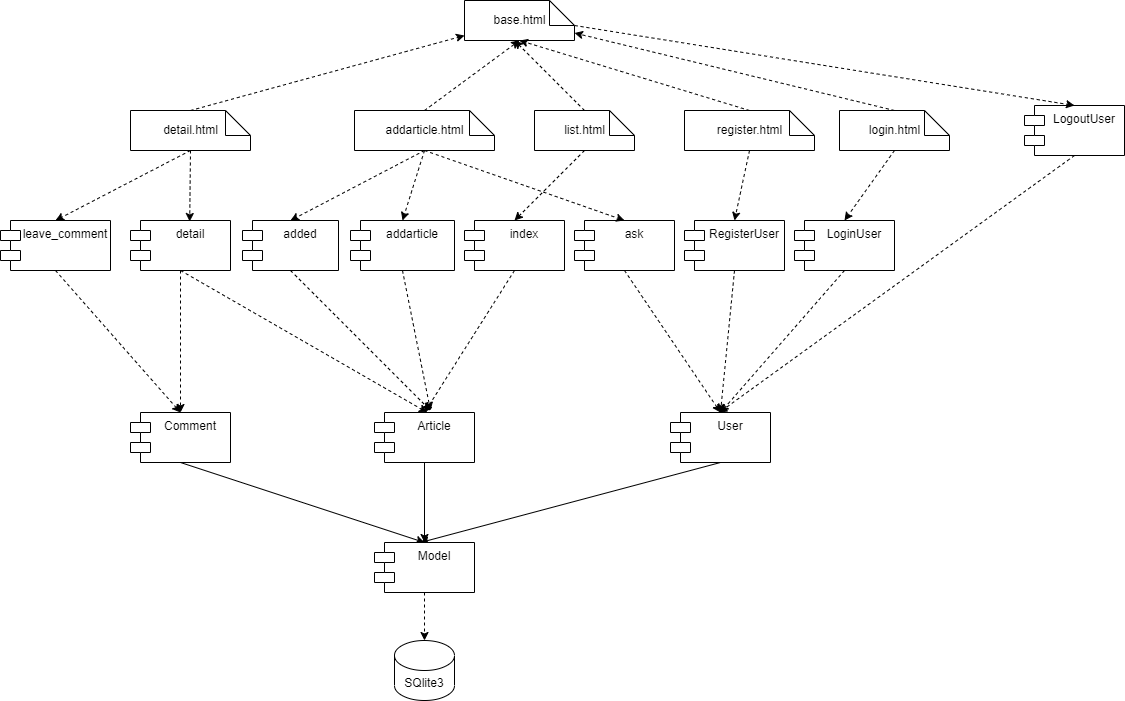 base.html
detail.html
addarticle.html
list.html
register.html
login.html
LogoutUser
leave_comment
detail
added
addarticle
index
ask
RegisterUser
LoginUser
Comment
Article
User
Model
SQlite3